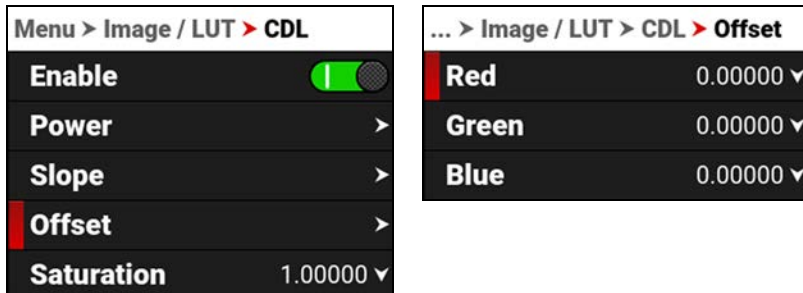 Menu > Image / LUT > CDL
Enable
Power >
Slope >
Offset >
Saturation 1.00000
... > Image / LUT > CDL > Offset
Red 0.00000
Green 0.00000
Blue 0.00000